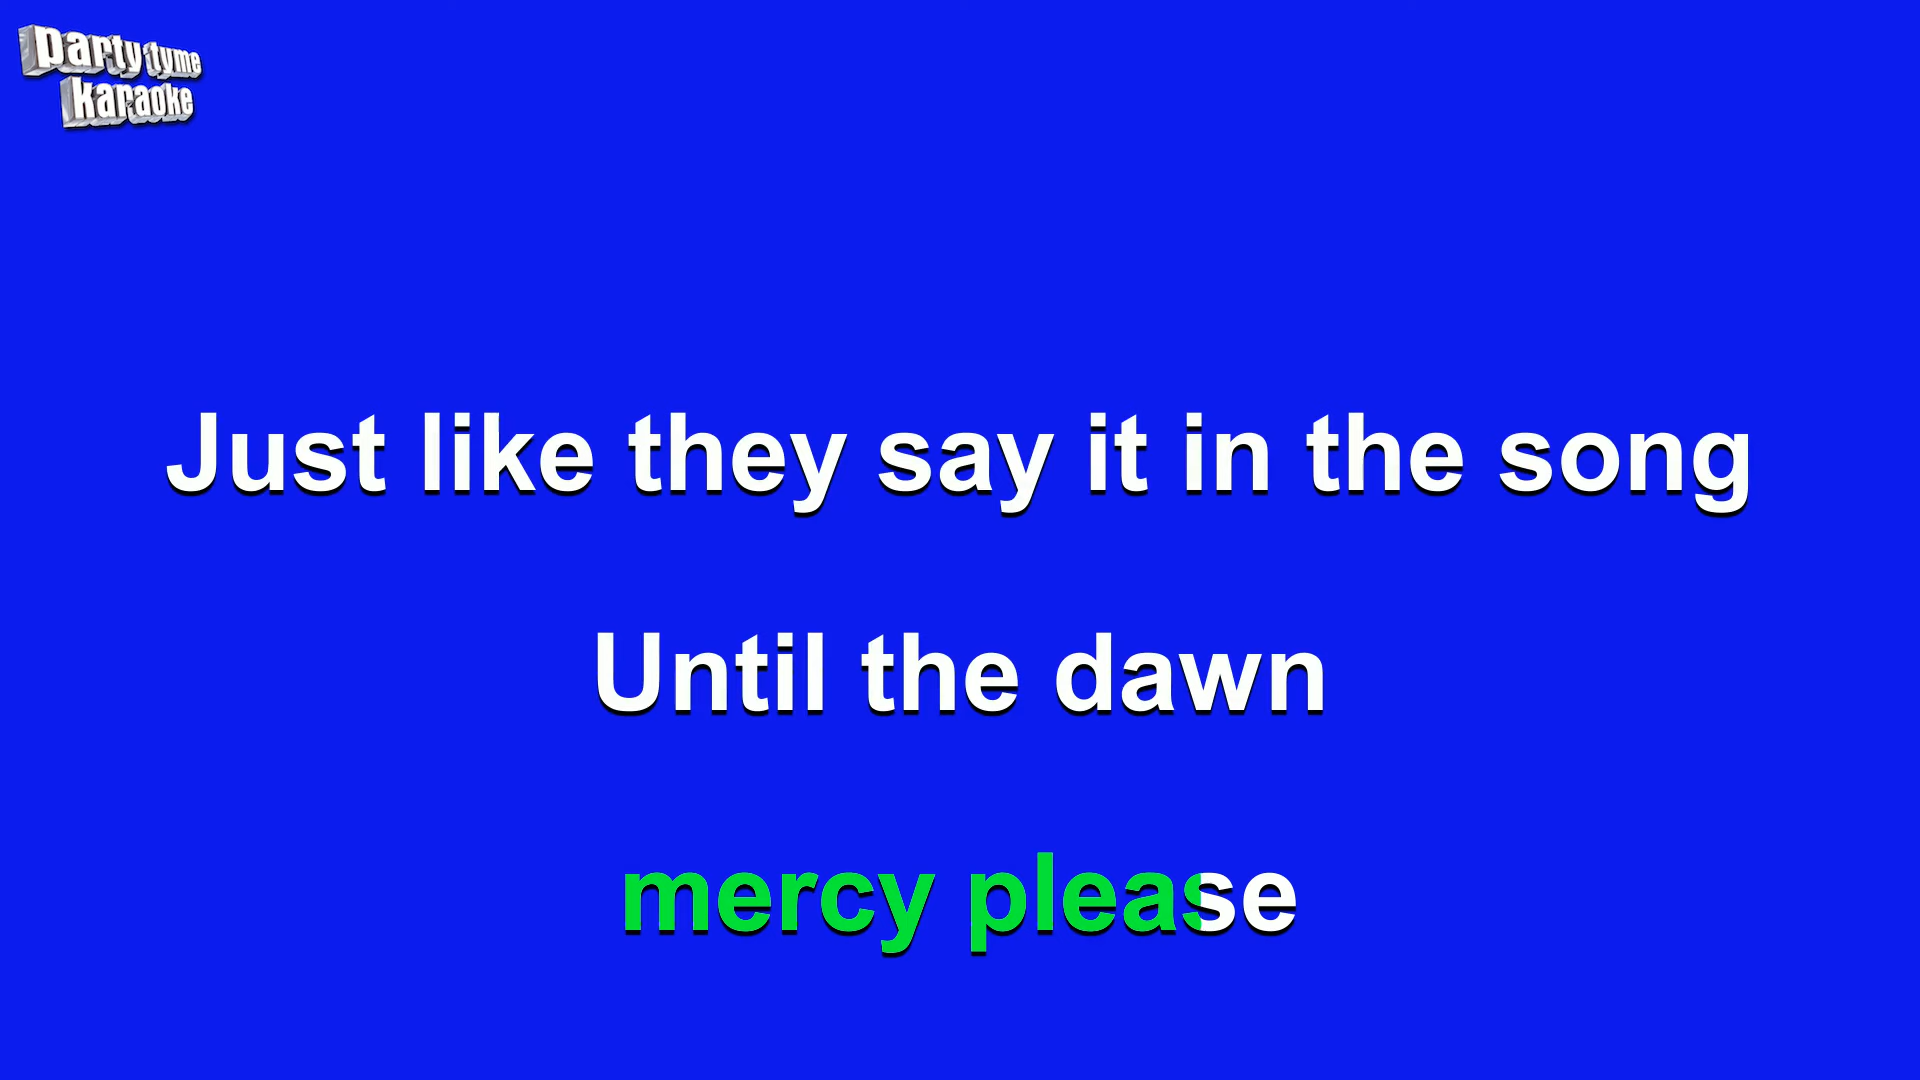 party tyme
karaoke
Just like they say it in the song
Until the dawn
mercy please